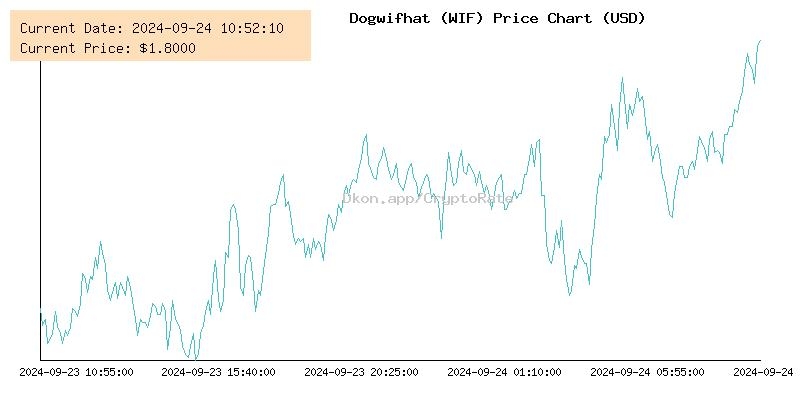 Dogwifhat (WIF) Price Chart (USD)
Current Date: 2024-09-24 10:52:10
Current Price: $1.8000
Dkon.app/CryptoRate
2024-09-23 10:55:00
2024-09-23 15:40:00
2024-09-23 20:25:00
2024-09-24 01:10:00
2024-09-24 05:55:00
2024-09-24